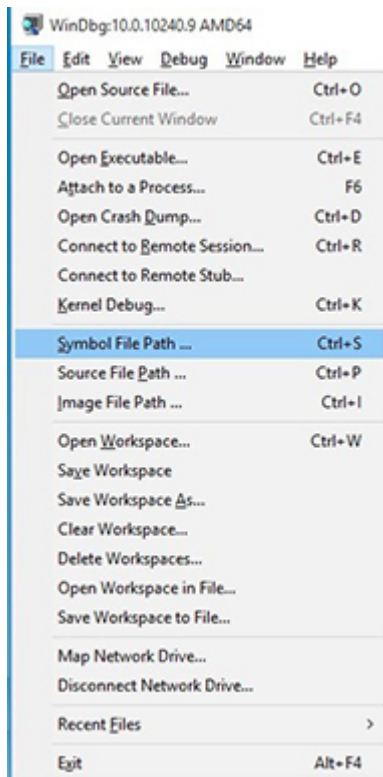 WinDbg:10.0.10240.9 AMD64
File Edit View Debug Window Help
Open Source File... Ctrl+O
Close Current Window Ctrl+F4
Open Executable... Ctrl+E
Attach to a Process... F6
Open Crash Dump... Ctrl+D
Connect to Remote Session... Ctrl+R
Connect to Remote Stub...
Kernel Debug... Ctrl+K
Symbol File Path ... Ctrl+S
Source File Path ... Ctrl+P
Image File Path ... Ctrl+I
Open Workspace... Ctrl+W
Save Workspace
Save Workspace As...
Clear Workspace...
Delete Workspaces...
Open Workspace in File...
Save Workspace to File...
Map Network Drive...
Disconnect Network Drive...
Recent Files >
Exit Alt+F4